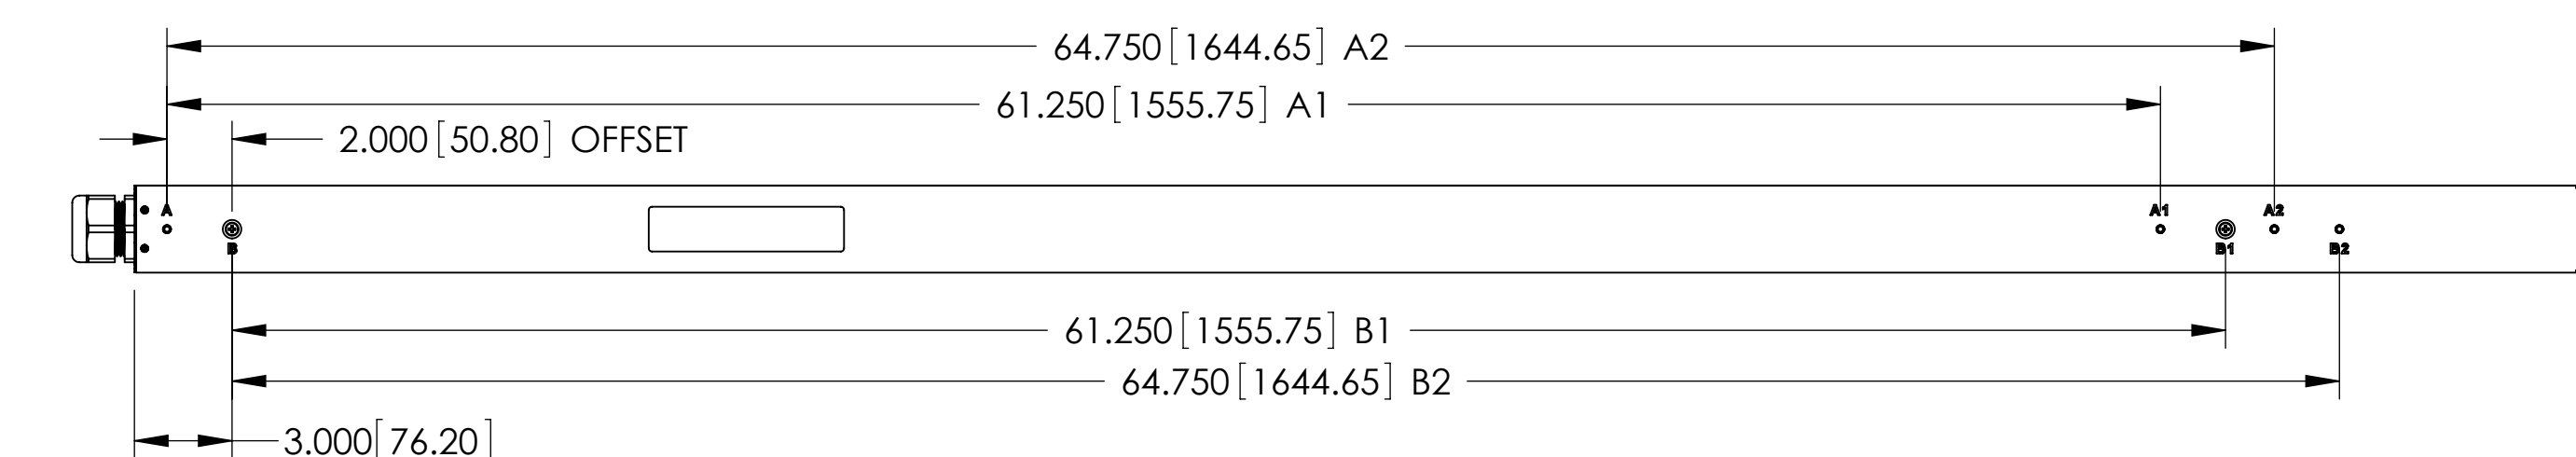 64.750[1644.65] A2
61.250[1555.75] A1
2.000[50.80] OFFSET
A A1 A2
B B1 B2
61.250[1555.75] B1
64.750[1644.65] B2
3.000[76.20]